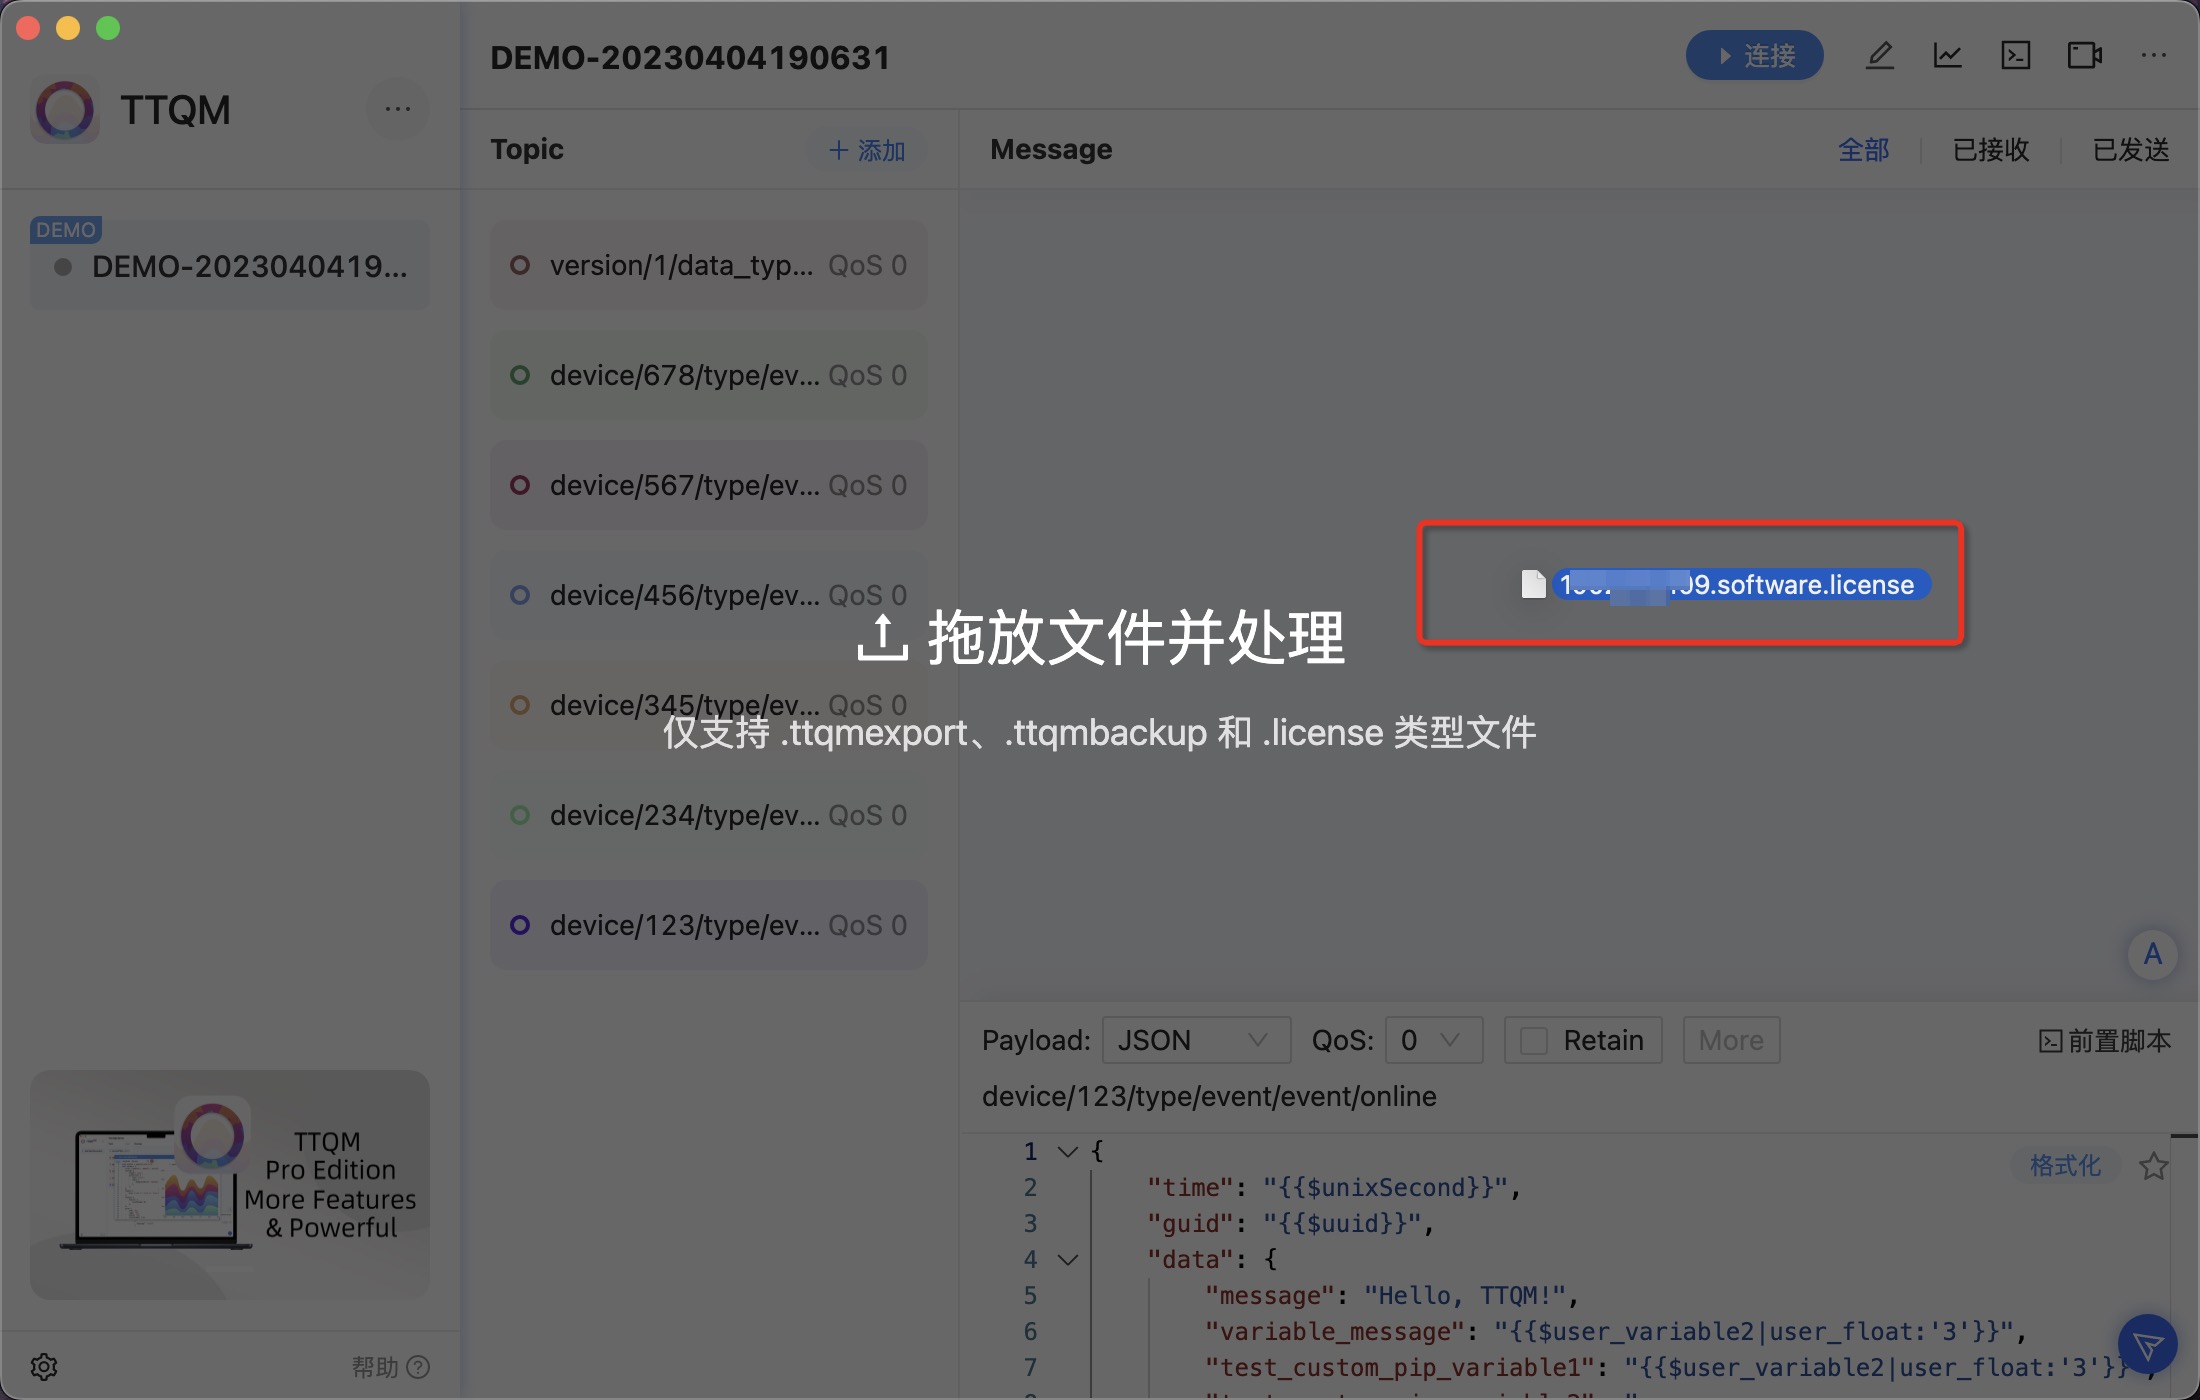 DEMO-20230404190631
连接
TTQM
Topic
添加
Message
全部
已接收
已发送
DEMO
DEMO-2023040419...
version/1/data_typ... QoS 0
device/678/type/ev... QoS 0
device/567/type/ev... QoS 0
device/456/type/ev... QoS 0
device/345/type/ev... QoS 0
device/234/type/ev... QoS 0
device/123/type/ev... QoS 0
.software.license
拖放文件并处理
仅支持 .ttqmexport、.ttqmbackup 和 .license 类型文件
A
Payload: JSON QoS: 0 Retain More
前置脚本
device/123/type/event/event/online
格式化
1 {
2 "time": "{{$unixSecond}}",
3 "guid": "{{$uuid}}",
4 "data": {
5 "message": "Hello, TTQM!",
6 "variable_message": "{{$user_variable2|user_float:'3'}}",
7 "test_custom_pip_variable1": "{{$user_variable2|user_float:'3'}}
TTQM
Pro Edition
More Features
& Powerful
帮助